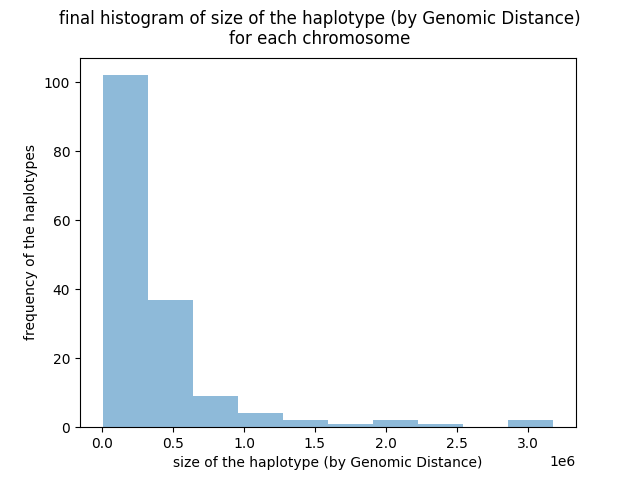 final histogram of size of the haplotype (by Genomic Distance)
for each chromosome
100
80
60
40
20
0
frequency of the haplotypes
0.0 0.5 1.0 1.5 2.0 2.5 3.0
1e6
size of the haplotype (by Genomic Distance)